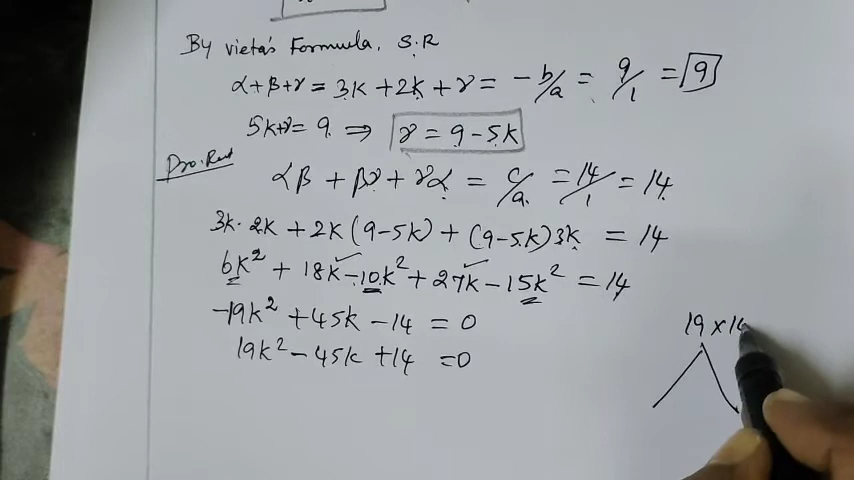 By vieta's Formula, S.R
α+β+γ = 3k + 2k + γ = -b/a = 9/1 = 9
5k+γ = 9 ⇒ γ = 9-5k
Pro.Root
αβ + βγ + γα = c/a = 14/1 = 14
3k·2k + 2k(9-5k) + (9-5k)3k = 14
6k² + 18k - 10k² + 27k - 15k² = 14
-19k² + 45k - 14 = 0
19k² - 45k + 14 = 0
19×14